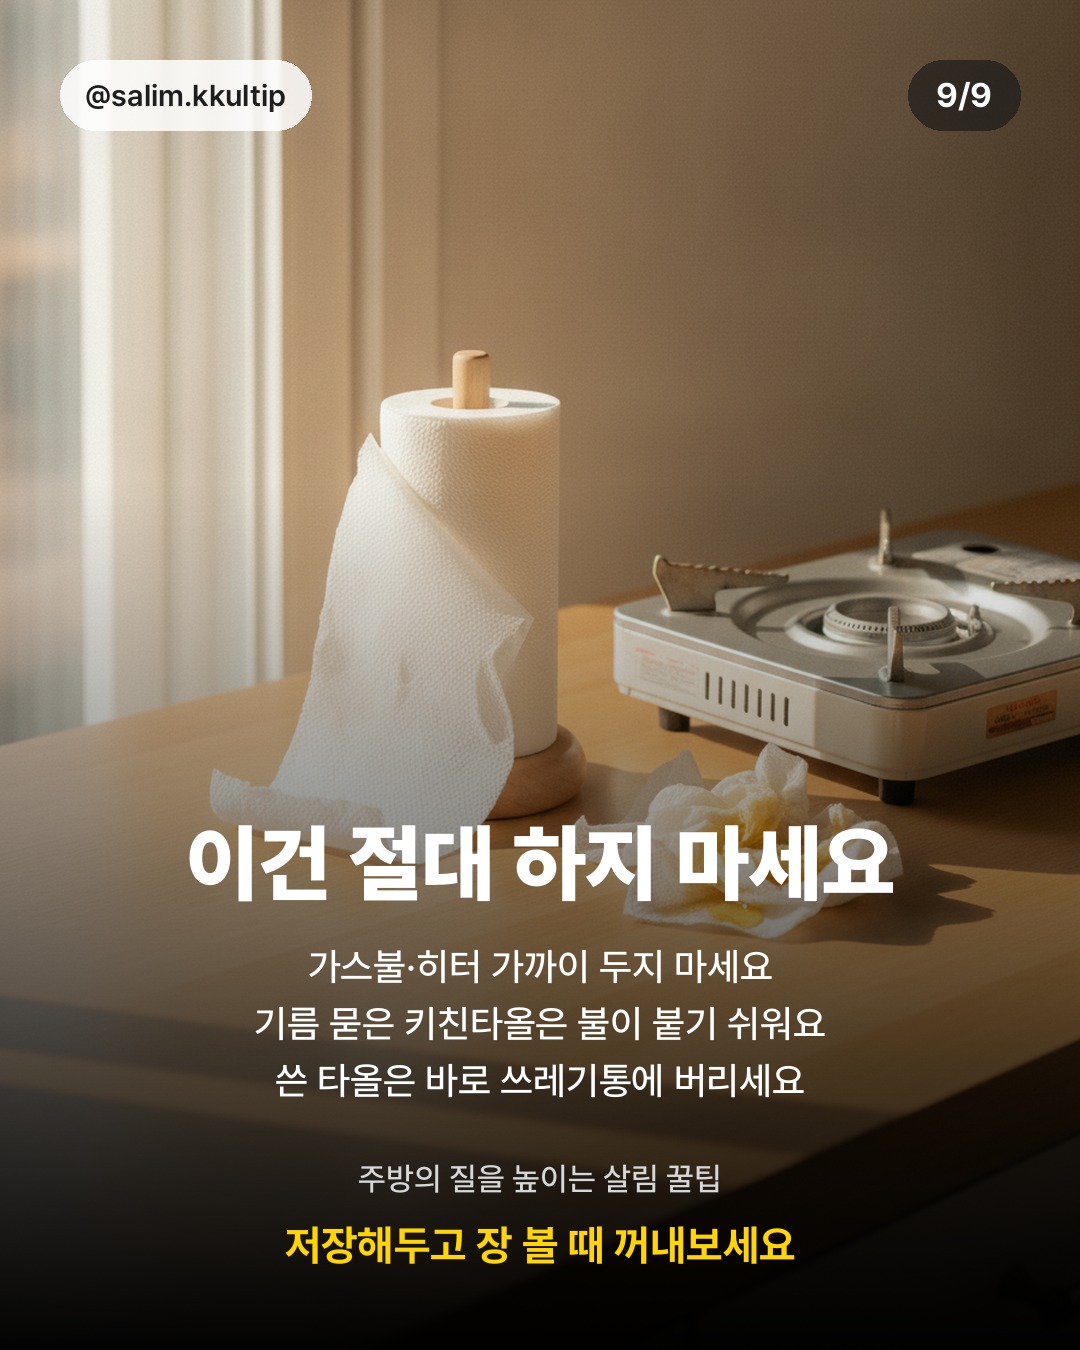 @salim.kkultip
9/9
이건 절대 하지 마세요
가스불·히터 가까이 두지 마세요
기름 묻은 키친타올은 불이 붙기 쉬워요
쓴 타올은 바로 쓰레기통에 버리세요
주방의 질을 높이는 살림 꿀팁
저장해두고 장 볼 때 꺼내보세요